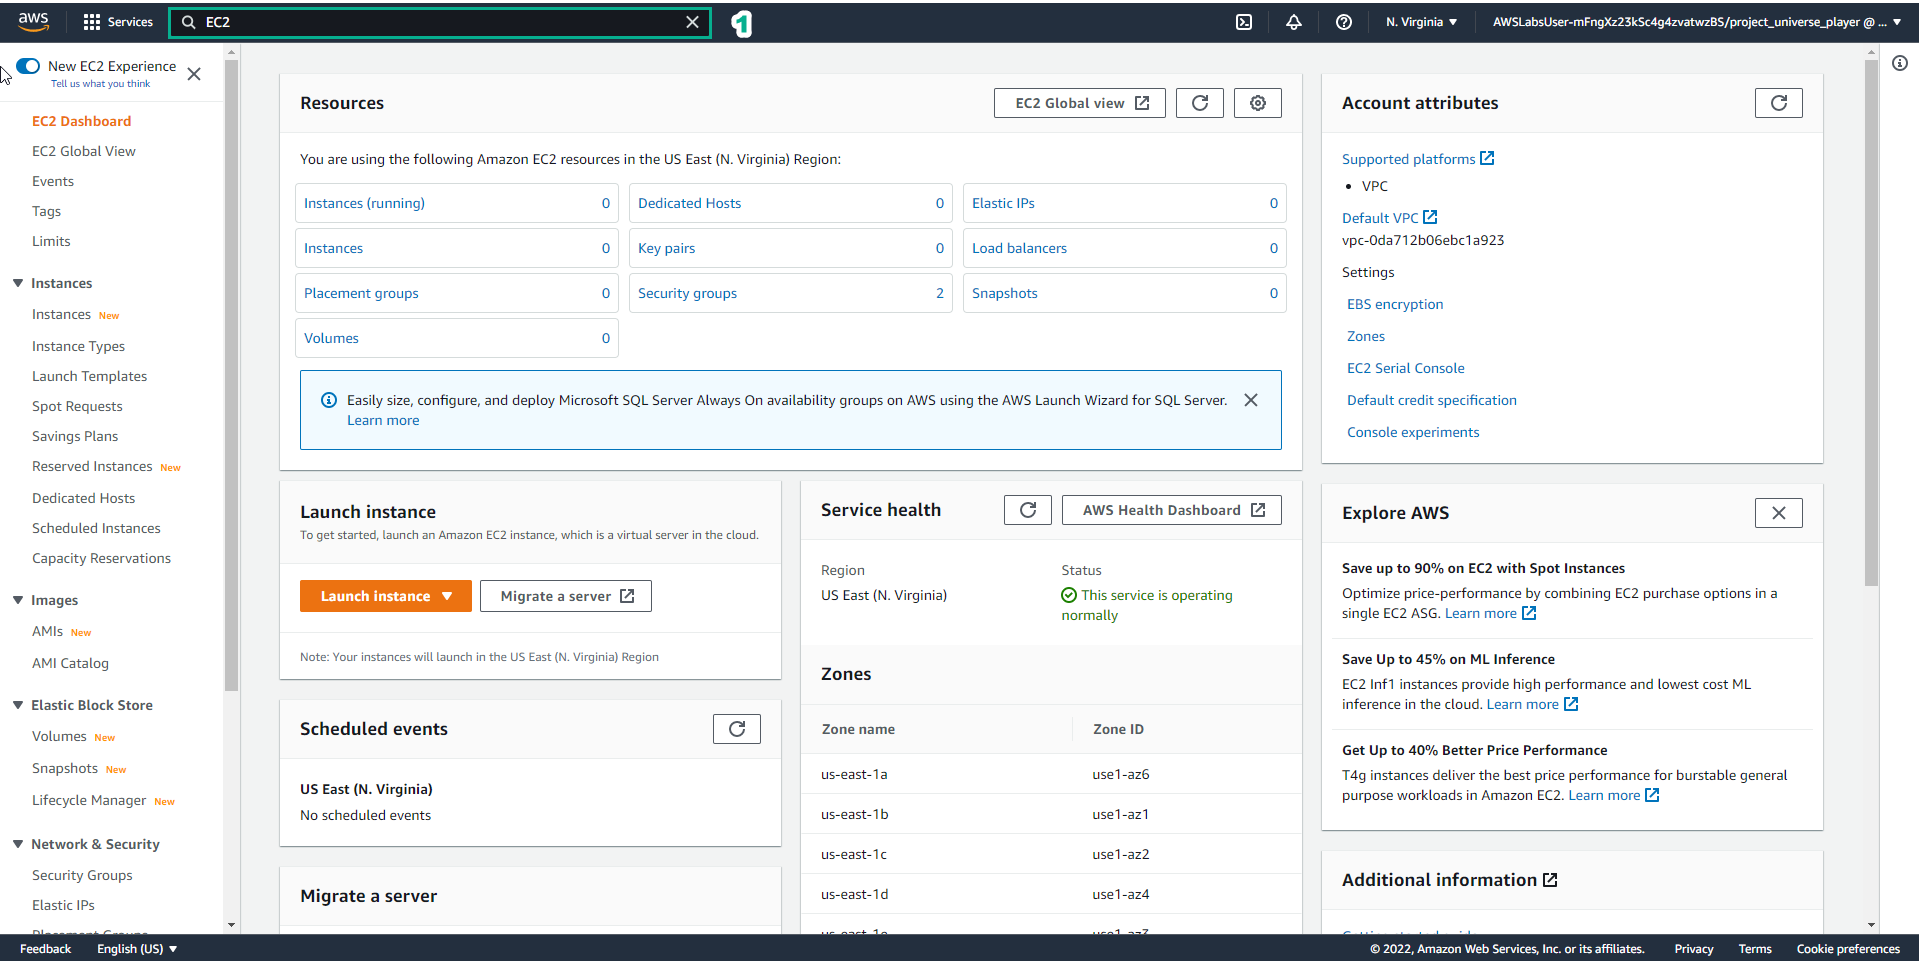 aws
Services
EC2
1
N. Virginia
AWSLabsUser-mFngXz23kSc4g4zvatwzBS/project_universe_player @ ...
New EC2 Experience
Tell us what you think
EC2 Dashboard
EC2 Global View
Events
Tags
Limits
Instances
Instances New
Instance Types
Launch Templates
Spot Requests
Savings Plans
Reserved Instances New
Dedicated Hosts
Scheduled Instances
Capacity Reservations
Images
AMIs New
AMI Catalog
Elastic Block Store
Volumes New
Snapshots New
Lifecycle Manager New
Network & Security
Security Groups
Elastic IPs
Placement Groups
Resources
EC2 Global view
You are using the following Amazon EC2 resources in the US East (N. Virginia) Region:
Instances (running) 0
Dedicated Hosts 0
Elastic IPs 0
Instances 0
Key pairs 0
Load balancers 0
Placement groups 0
Security groups 2
Snapshots 0
Volumes 0
Easily size, configure, and deploy Microsoft SQL Server Always On availability groups on AWS using the AWS Launch Wizard for SQL Server.
Learn more
Launch instance
To get started, launch an Amazon EC2 instance, which is a virtual server in the cloud.
Launch instance
Migrate a server
Note: Your instances will launch in the US East (N. Virginia) Region
Scheduled events
US East (N. Virginia)
No scheduled events
Migrate a server
Service health
AWS Health Dashboard
Region
US East (N. Virginia)
Status
This service is operating
normally
Zones
Zone name Zone ID
us-east-1a use1-az6
us-east-1b use1-az1
us-east-1c use1-az2
us-east-1d use1-az4
us-east-1e use1-az3
Account attributes
Supported platforms
• VPC
Default VPC
vpc-0da712b06ebc1a923
Settings
EBS encryption
Zones
EC2 Serial Console
Default credit specification
Console experiments
Explore AWS
Save up to 90% on EC2 with Spot Instances
Optimize price-performance by combining EC2 purchase options in a
single EC2 ASG. Learn more
Save Up to 45% on ML Inference
EC2 Inf1 instances provide high performance and lowest cost ML
inference in the cloud. Learn more
Get Up to 40% Better Price Performance
T4g instances deliver the best price performance for burstable general
purpose workloads in Amazon EC2. Learn more
Additional information
Feedback
English (US)
© 2022, Amazon Web Services, Inc. or its affiliates.
Privacy
Terms
Cookie preferences